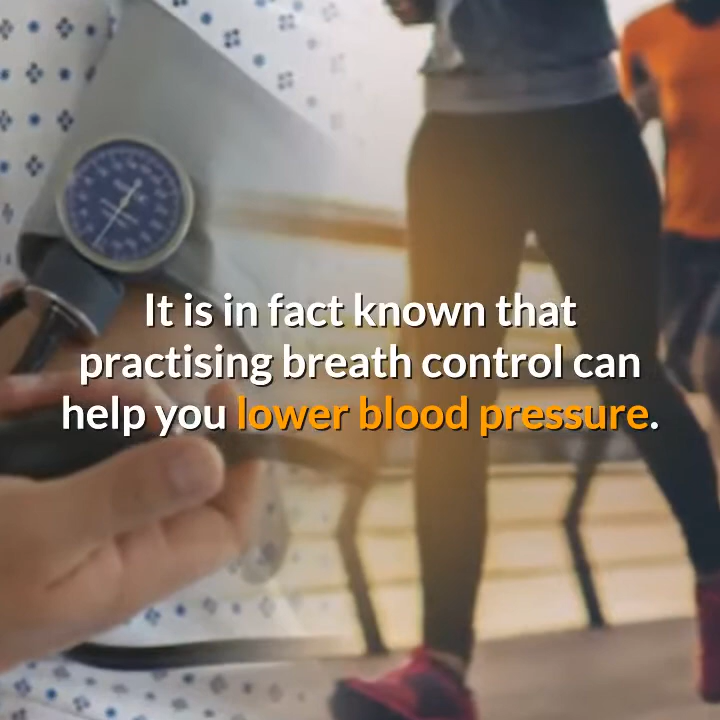 It is in fact known that
practising breath control can
help you lower blood pressure.